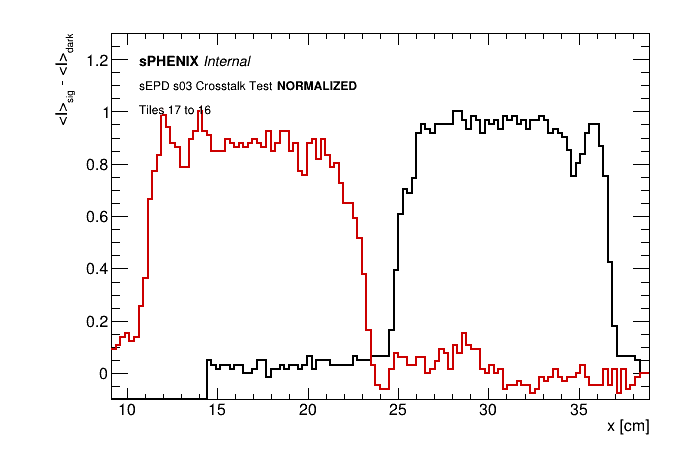 <I>sig - <I>dark
sPHENIX Internal
sEPD s03 Crosstalk Test NORMALIZED
Tiles 17 to 16
1.2
1
0.8
0.6
0.4
0.2
0
10 15 20 25 30 35
x [cm]